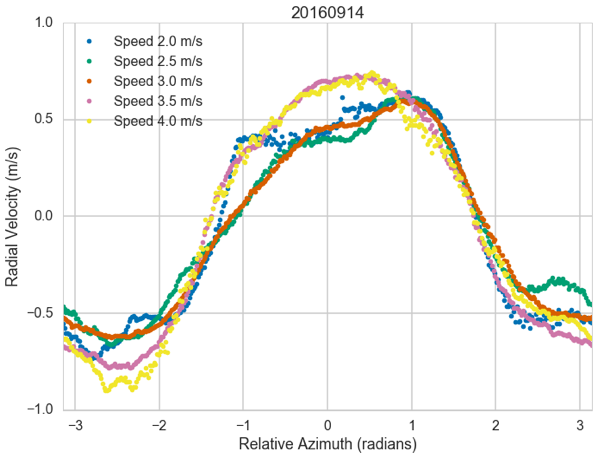 20160914
1.0
0.5
0.0
−0.5
−1.0
Radial Velocity (m/s)
Speed 2.0 m/s
Speed 2.5 m/s
Speed 3.0 m/s
Speed 3.5 m/s
Speed 4.0 m/s
−3 −2 −1 0 1 2 3
Relative Azimuth (radians)